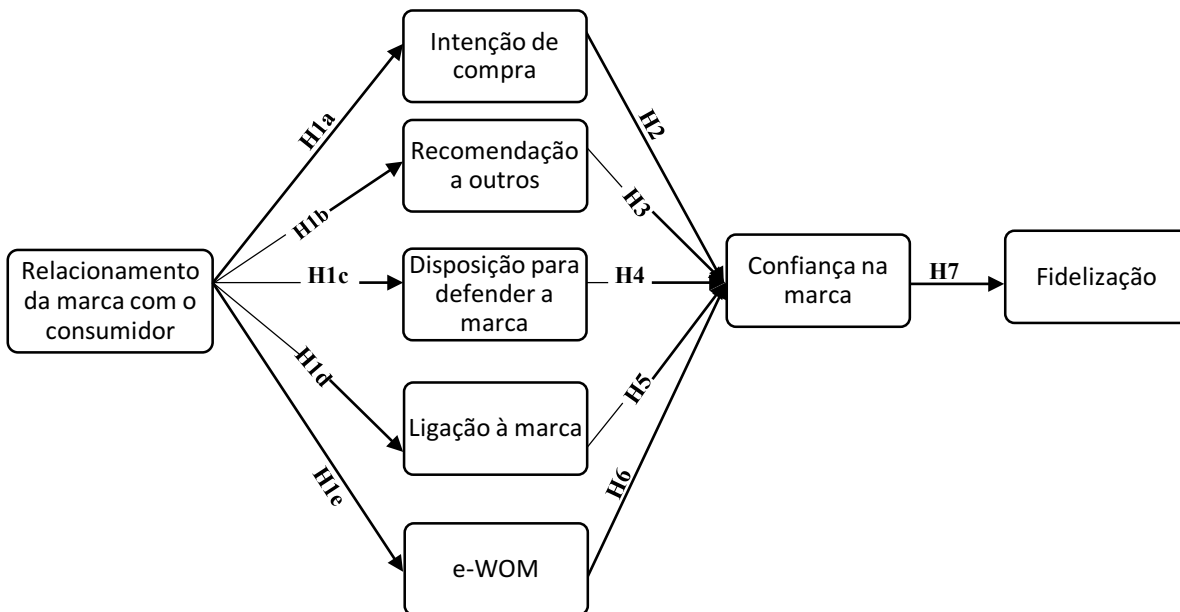 Intenção de
compra
H1a
H2
Recomendação
a outros
H1b
H3
Relacionamento
da marca com o
consumidor
H1c
Disposição para
defender a
marca
H4
Confiança na
marca
H7
Fidelização
H1d
Ligação à marca
H5
H1e
e-WOM
H6